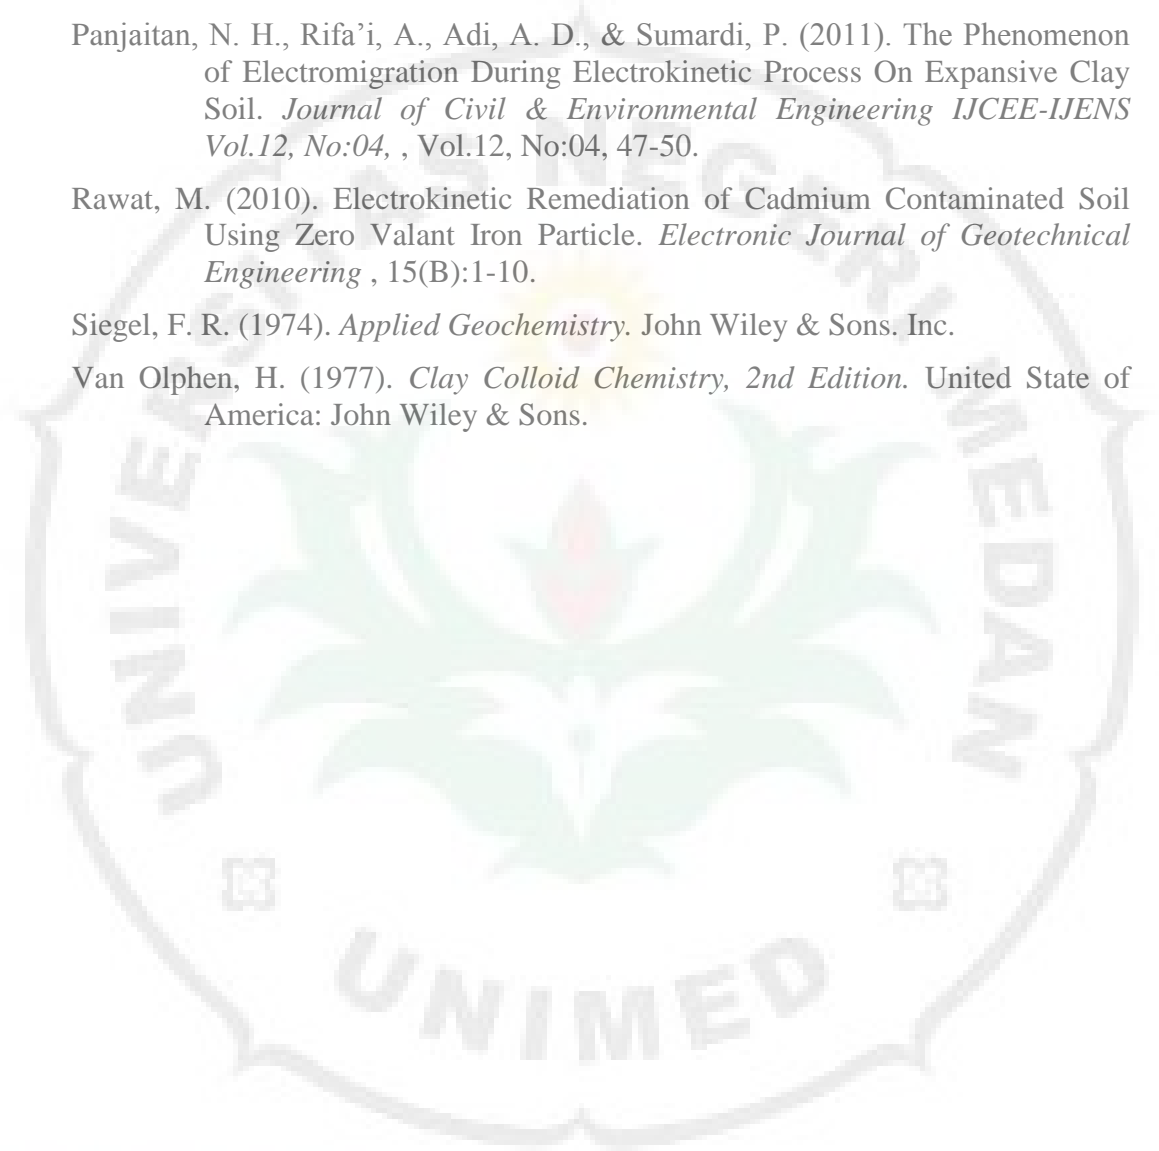 Panjaitan, N. H., Rifa’i, A., Adi, A. D., & Sumardi, P. (2011). The Phenomenon
of Electromigration During Electrokinetic Process On Expansive Clay
Soil. Journal of Civil & Environmental Engineering IJCEE-IJENS
Vol.12, No:04, , Vol.12, No:04, 47-50.
Rawat, M. (2010). Electrokinetic Remediation of Cadmium Contaminated Soil
Using Zero Valant Iron Particle. Electronic Journal of Geotechnical
Engineering , 15(B):1-10.
Siegel, F. R. (1974). Applied Geochemistry. John Wiley & Sons. Inc.
Van Olphen, H. (1977). Clay Colloid Chemistry, 2nd Edition. United State of
America: John Wiley & Sons.
UNIVERSITAS NEGERI MEDAN
UNIMED